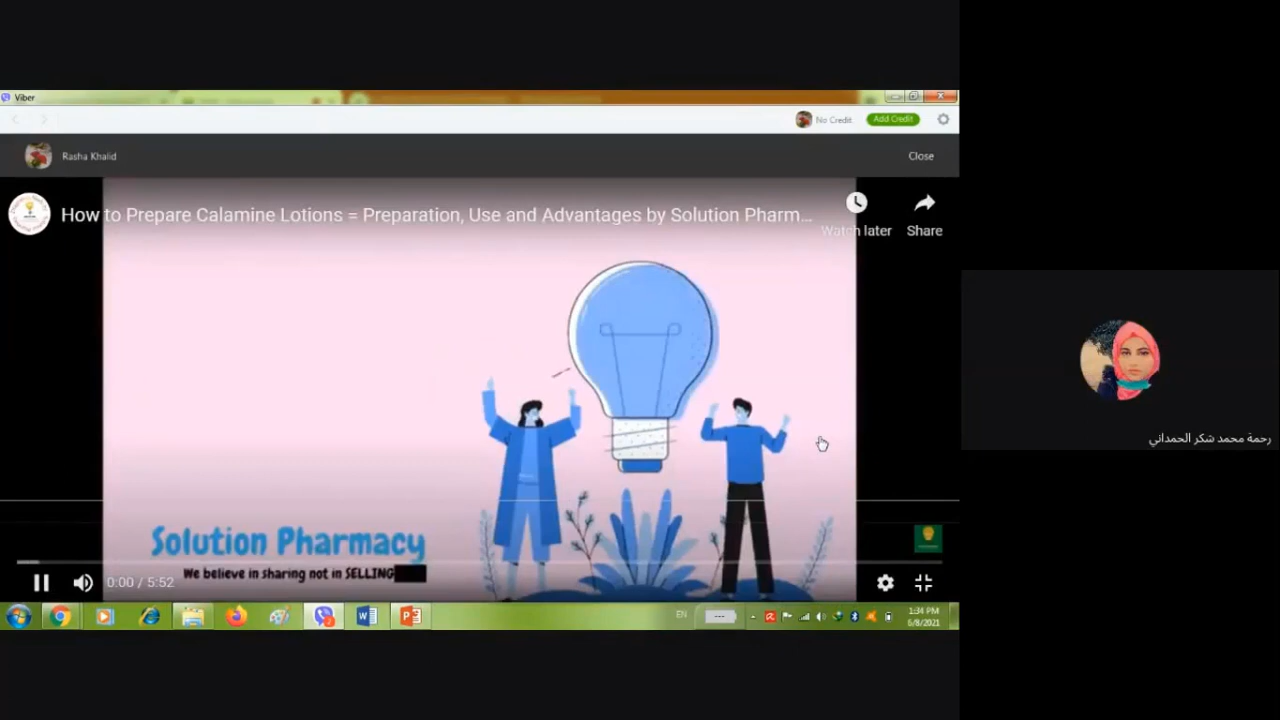 Viber
No Credit
Add Credit
Rasha Khalid
Close
How to Prepare Calamine Lotions = Preparation, Use and Advantages by Solution Pharm...
Watch later
Share
Solution Pharmacy
We believe in sharing not in SELLING
0:00 / 5:52
رحمة محمد شكر الحمداني
EN
1:34 PM
6/8/2021